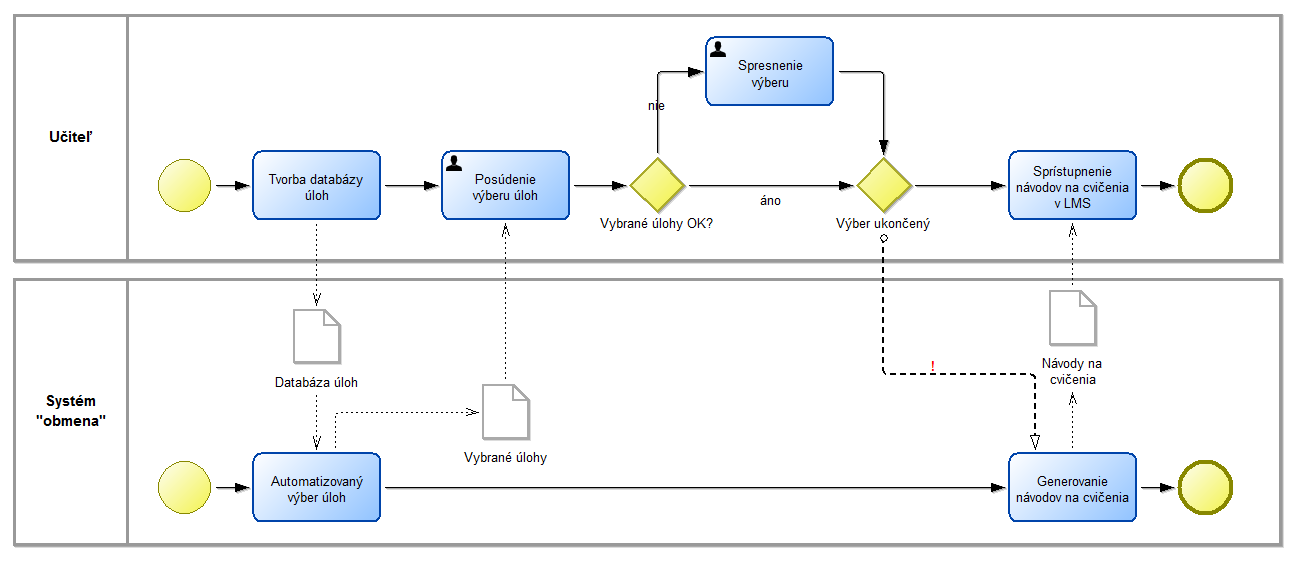 Učiteľ
Tvorba databázy
úloh
Posúdenie
výberu úloh
nie
Spresnenie
výberu
Vybrané úlohy OK?
áno
Výber ukončený
Sprístupnenie
návodov na cvičenia
v LMS
Systém
"obmena"
Databáza úloh
Automatizovaný
výber úloh
Vybrané úlohy
!
Návody na
cvičenia
Generovanie
návodov na cvičenia